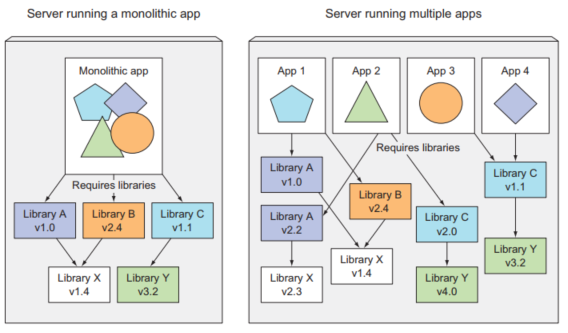 Server running a monolithic app
Monolithic app
Requires libraries
Library A
v1.0
Library B
v2.4
Library C
v1.1
Library X
v1.4
Library Y
v3.2
Server running multiple apps
App 1
App 2
App 3
App 4
Requires libraries
Library A
v1.0
Library B
v2.4
Library C
v1.1
Library A
v2.2
Library C
v2.0
Library X
v2.3
Library X
v1.4
Library Y
v4.0
Library Y
v3.2